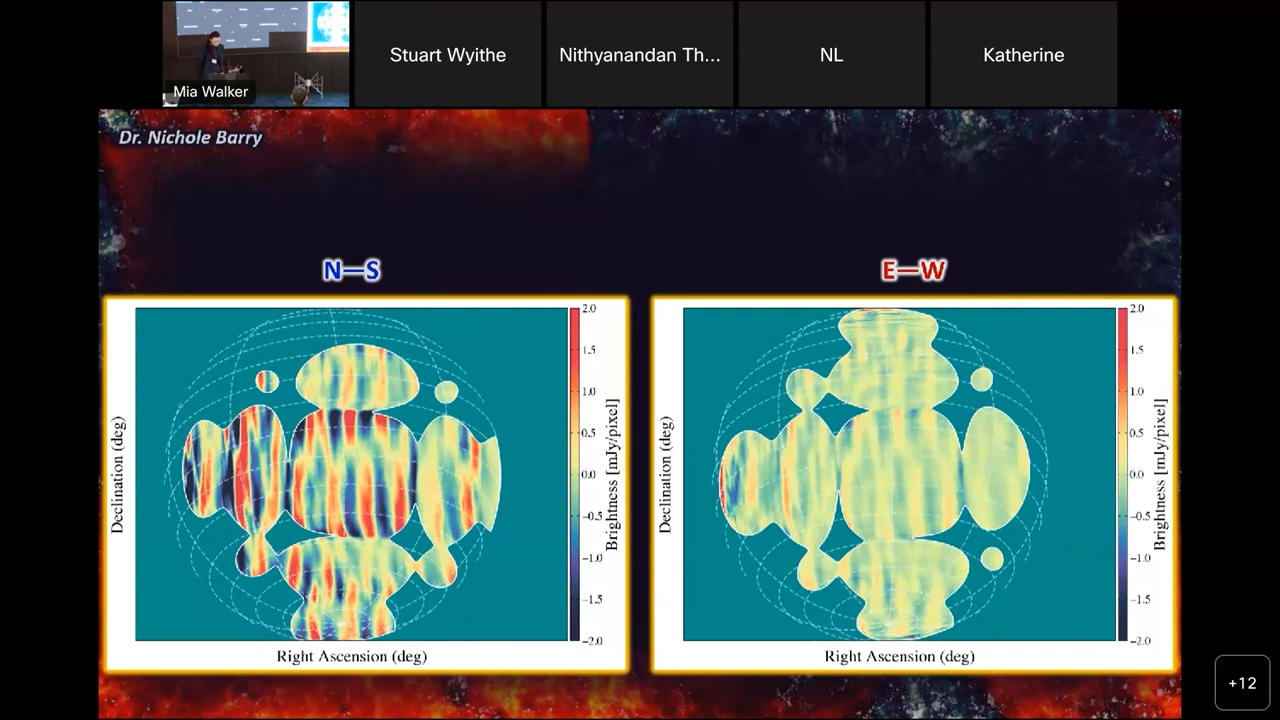 Mia Walker
Stuart Wyithe
Nithyanandan Th...
NL
Katherine
Dr. Nichole Barry
N—S
E—W
Declination (deg)
2.0
1.5
1.0
0.5
0.0
−0.5
−1.0
−1.5
−2.0
Brightness [mJy/pixel]
Right Ascension (deg)
Declination (deg)
2.0
1.5
1.0
0.5
0.0
−0.5
−1.0
−1.5
−2.0
Brightness [mJy/pixel]
Right Ascension (deg)
+12